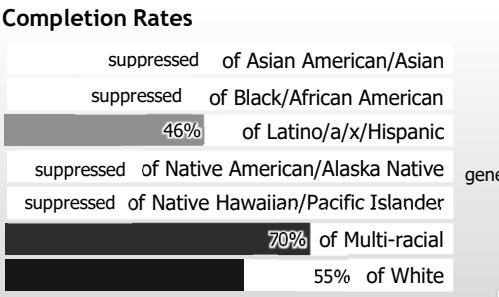 Completion Rates
suppressed of Asian American/Asian
suppressed of Black/African American
46% of Latino/a/x/Hispanic
suppressed of Native American/Alaska Native
gene
suppressed of Native Hawaiian/Pacific Islander
70% of Multi-racial
55% of White